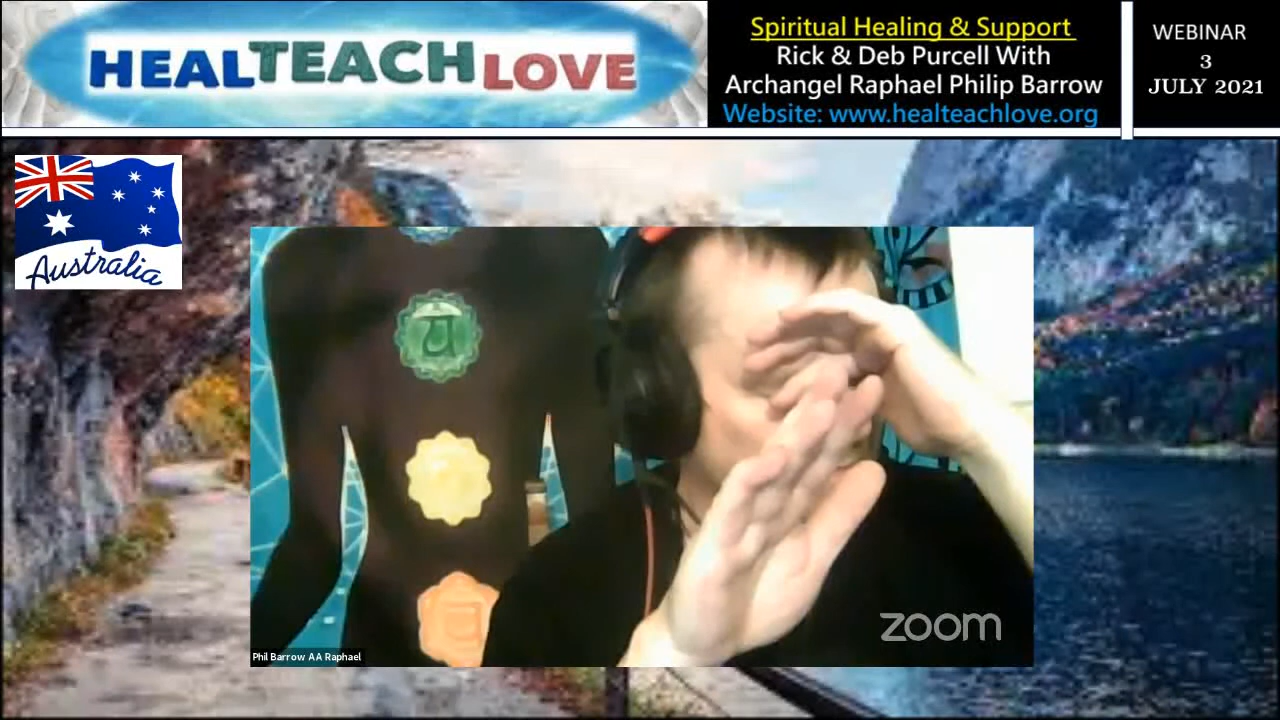 HEALTEACHLOVE
Spiritual Healing & Support
Rick & Deb Purcell With
Archangel Raphael Philip Barrow
Website: www.healteachlove.org
WEBINAR
3
JULY 2021
Australia
यं
zoom
Phil Barrow AA Raphael